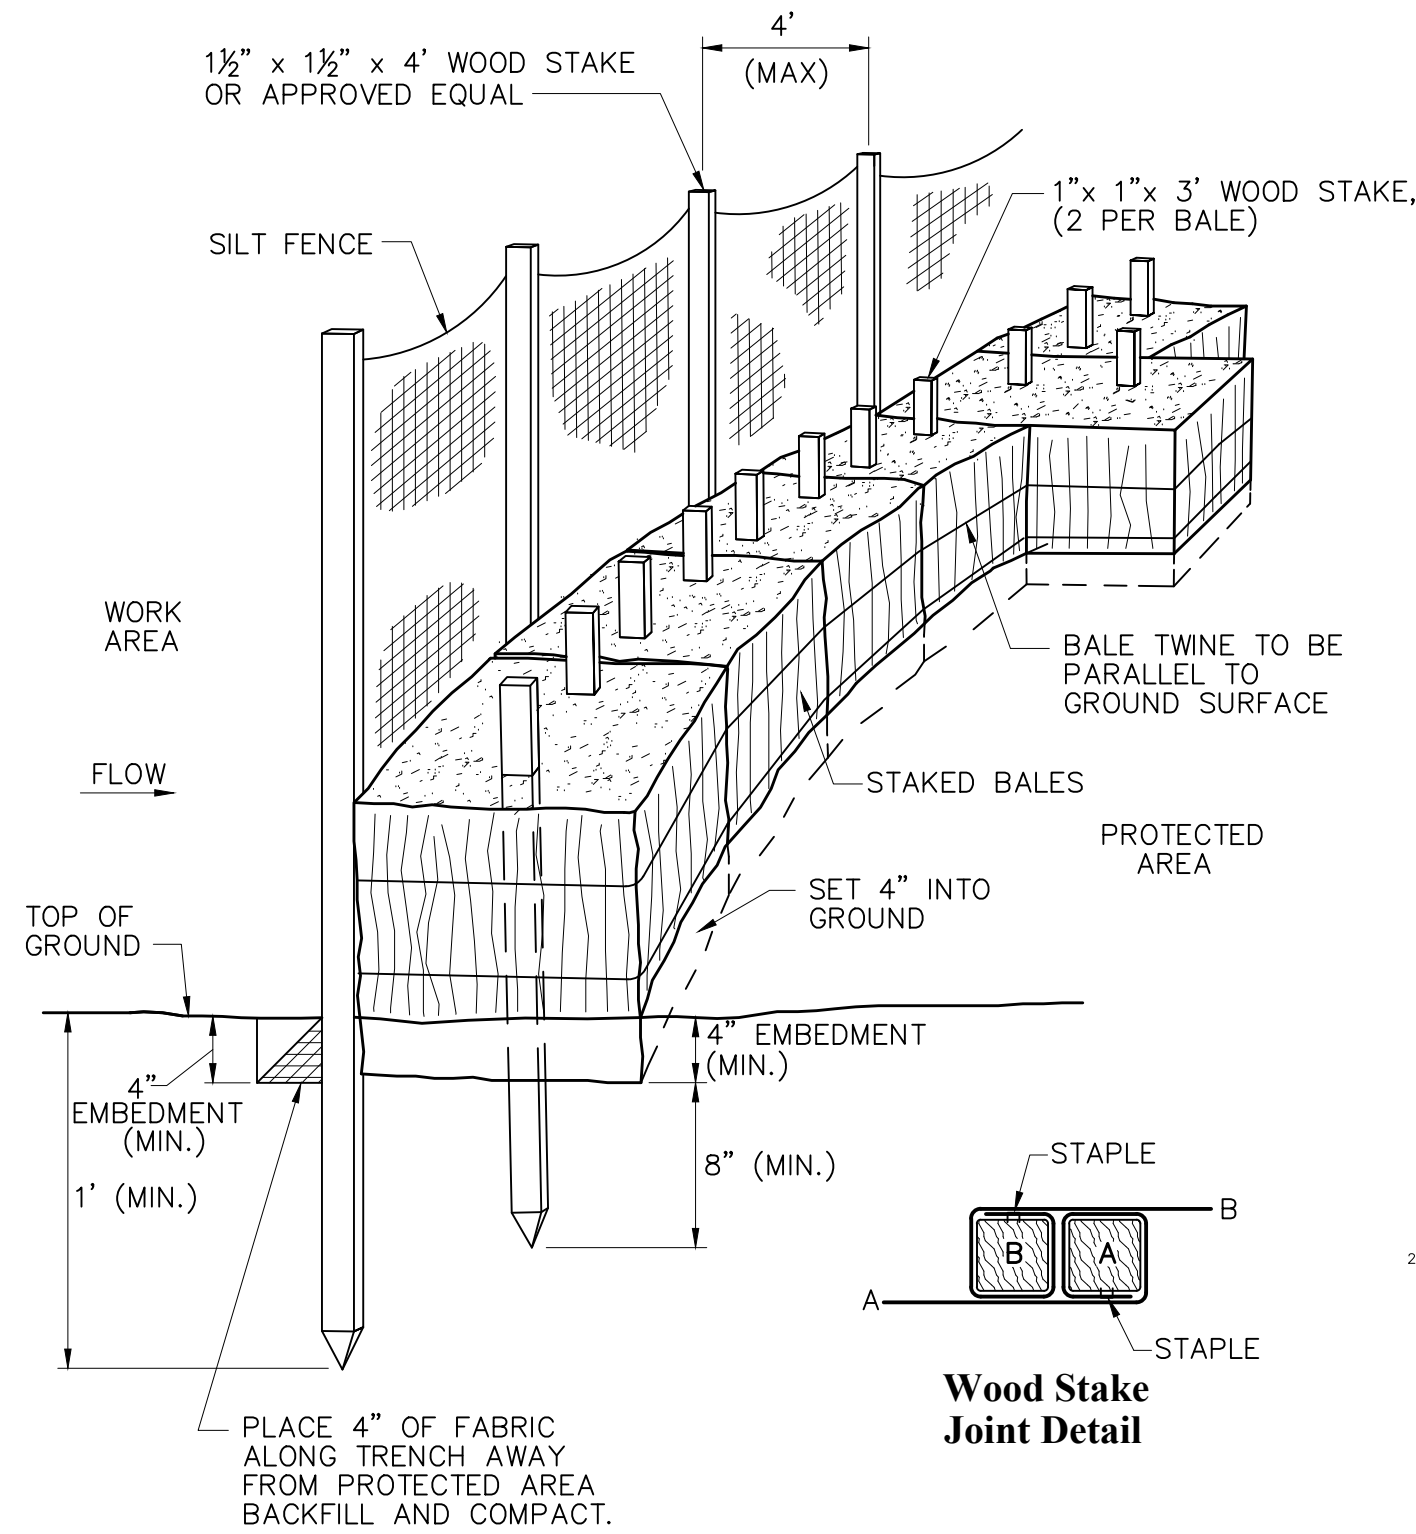 4'
(MAX)
1½” x 1½” x 4' WOOD STAKE
OR APPROVED EQUAL
1”x 1”x 3' WOOD STAKE,
(2 PER BALE)
SILT FENCE
WORK
AREA
BALE TWINE TO BE
PARALLEL TO
GROUND SURFACE
FLOW
STAKED BALES
PROTECTED
AREA
SET 4” INTO
GROUND
TOP OF
GROUND
4” EMBEDMENT
(MIN.)
4”
EMBEDMENT
(MIN.)
8” (MIN.)
1' (MIN.)
STAPLE
B
B
A
2
A
STAPLE
Wood Stake
Joint Detail
PLACE 4” OF FABRIC
ALONG TRENCH AWAY
FROM PROTECTED AREA
BACKFILL AND COMPACT.